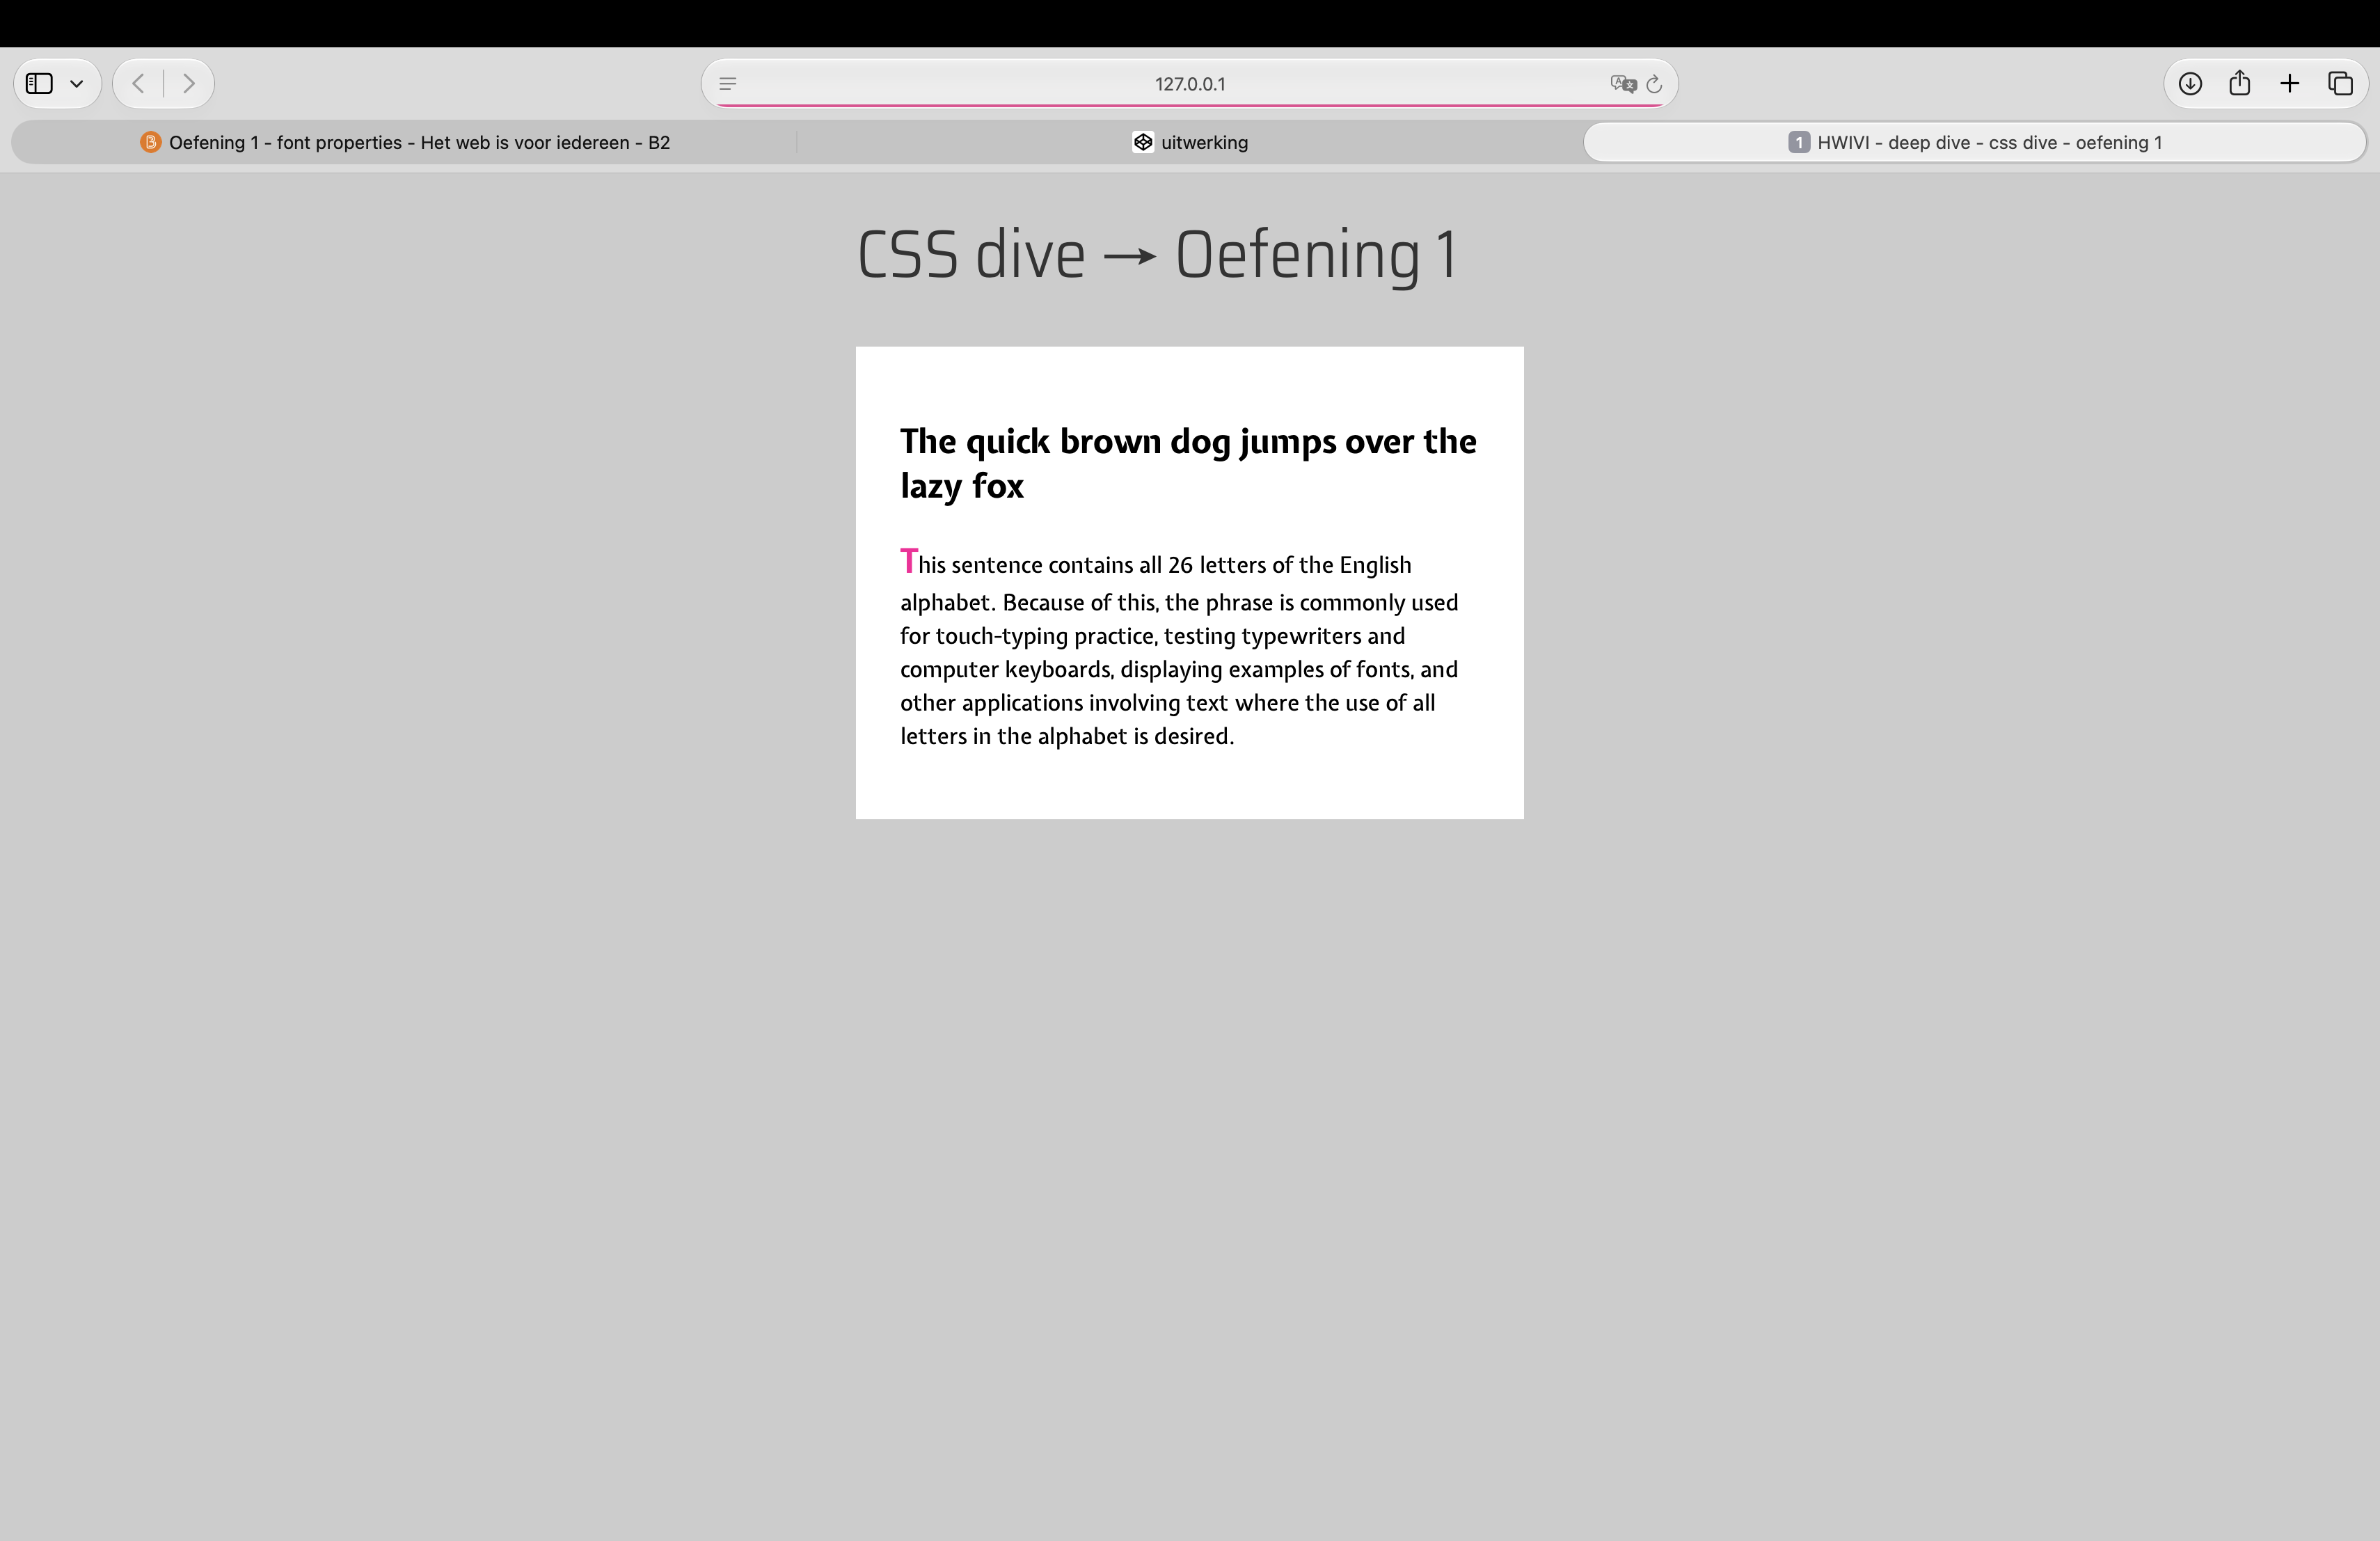 127.0.0.1
Oefening 1 - font properties - Het web is voor iedereen - B2
uitwerking
1 HWIVI - deep dive - css dive - oefening 1
CSS dive → Oefening 1
The quick brown dog jumps over the
lazy fox
This sentence contains all 26 letters of the English
alphabet. Because of this, the phrase is commonly used
for touch-typing practice, testing typewriters and
computer keyboards, displaying examples of fonts, and
other applications involving text where the use of all
letters in the alphabet is desired.